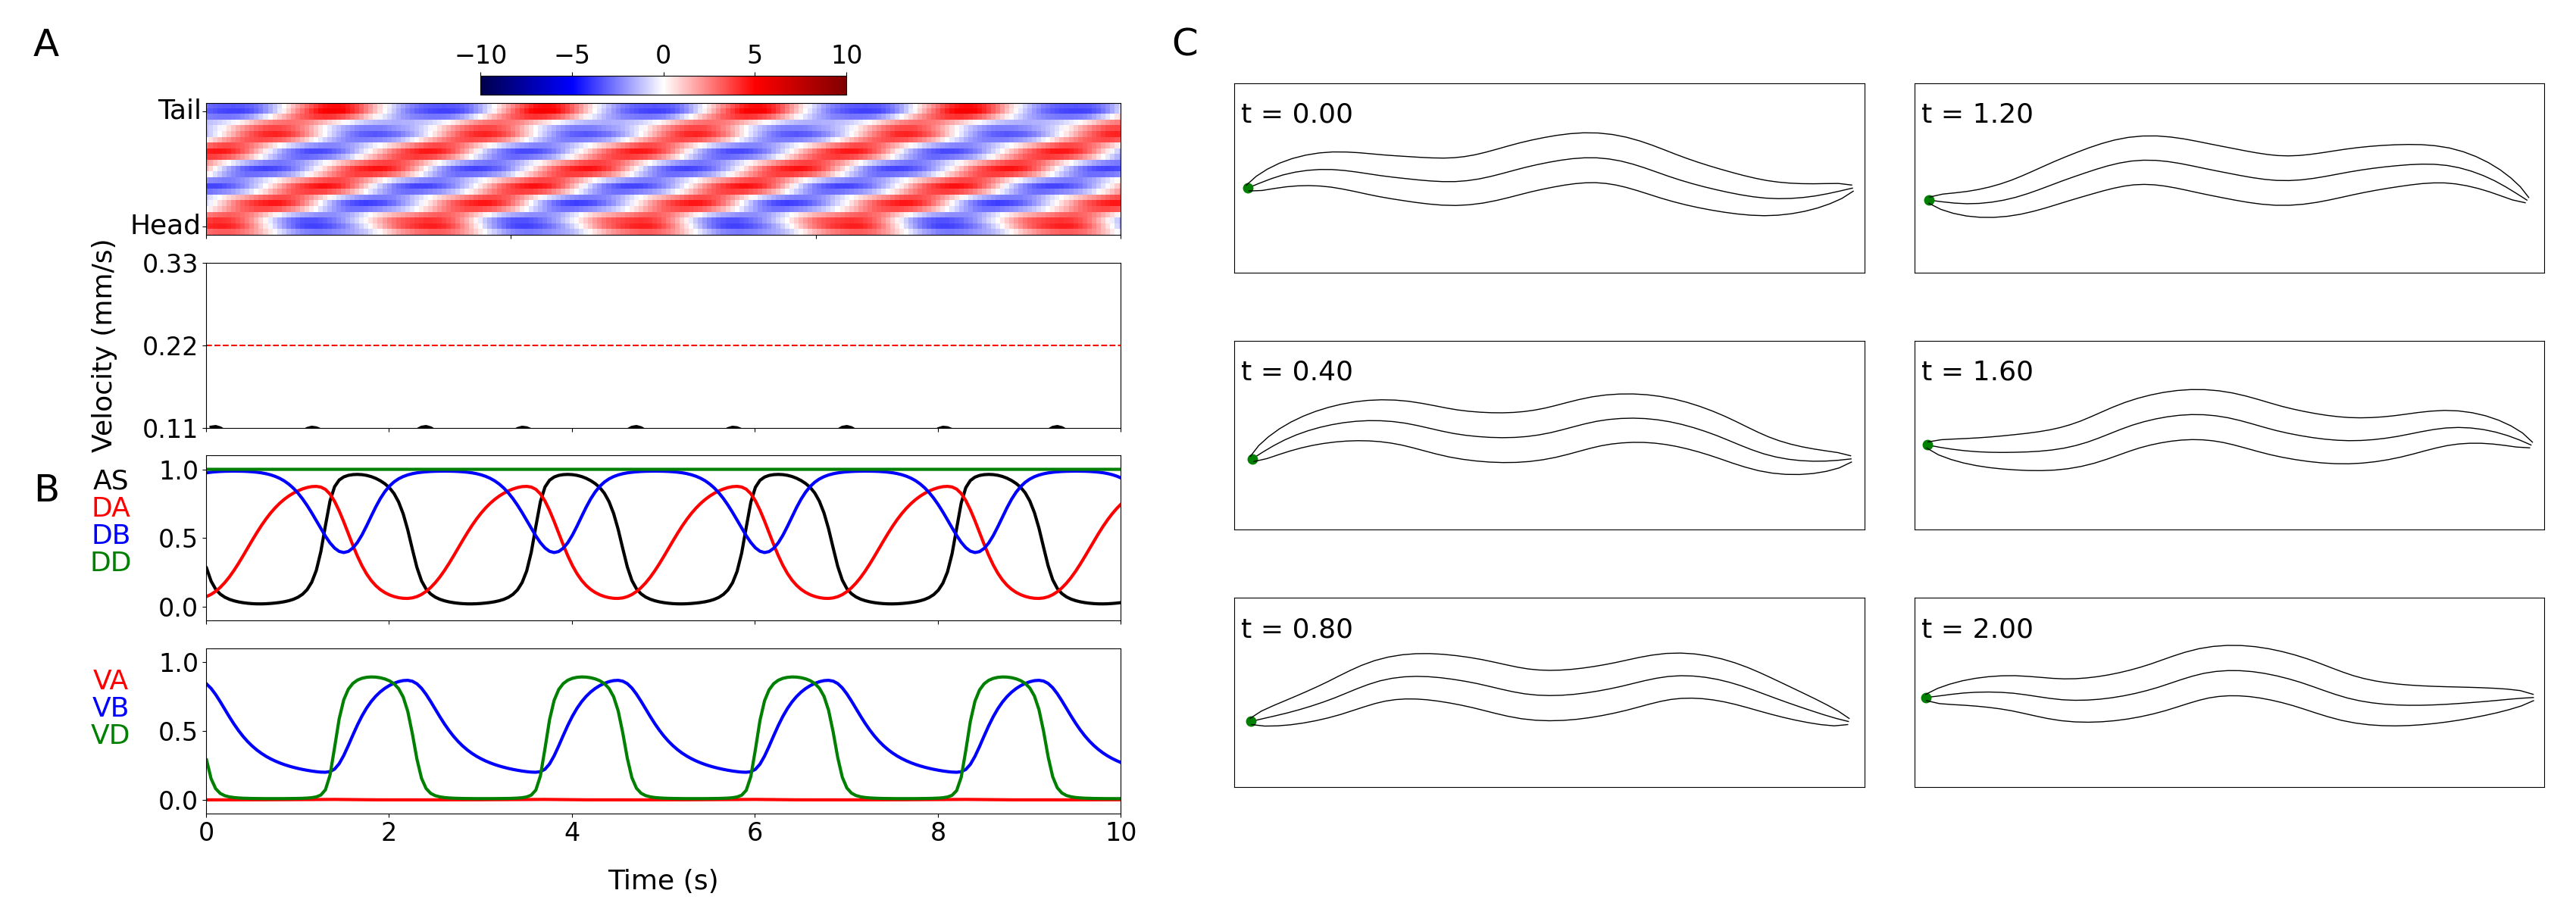 A
−10 −5 0 5 10
Tail
Head
Velocity (mm/s)
0.33
0.22
0.11
B
AS
DA
DB
DD
1.0
0.5
0.0
VA
VB
VD
1.0
0.5
0.0
0 2 4 6 8 10
Time (s)
C
t = 0.00
t = 1.20
t = 0.40
t = 1.60
t = 0.80
t = 2.00